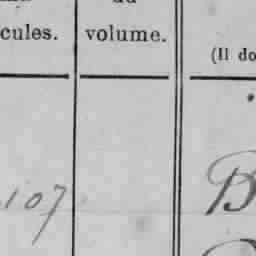 cules. volume.
(Il do
107 B